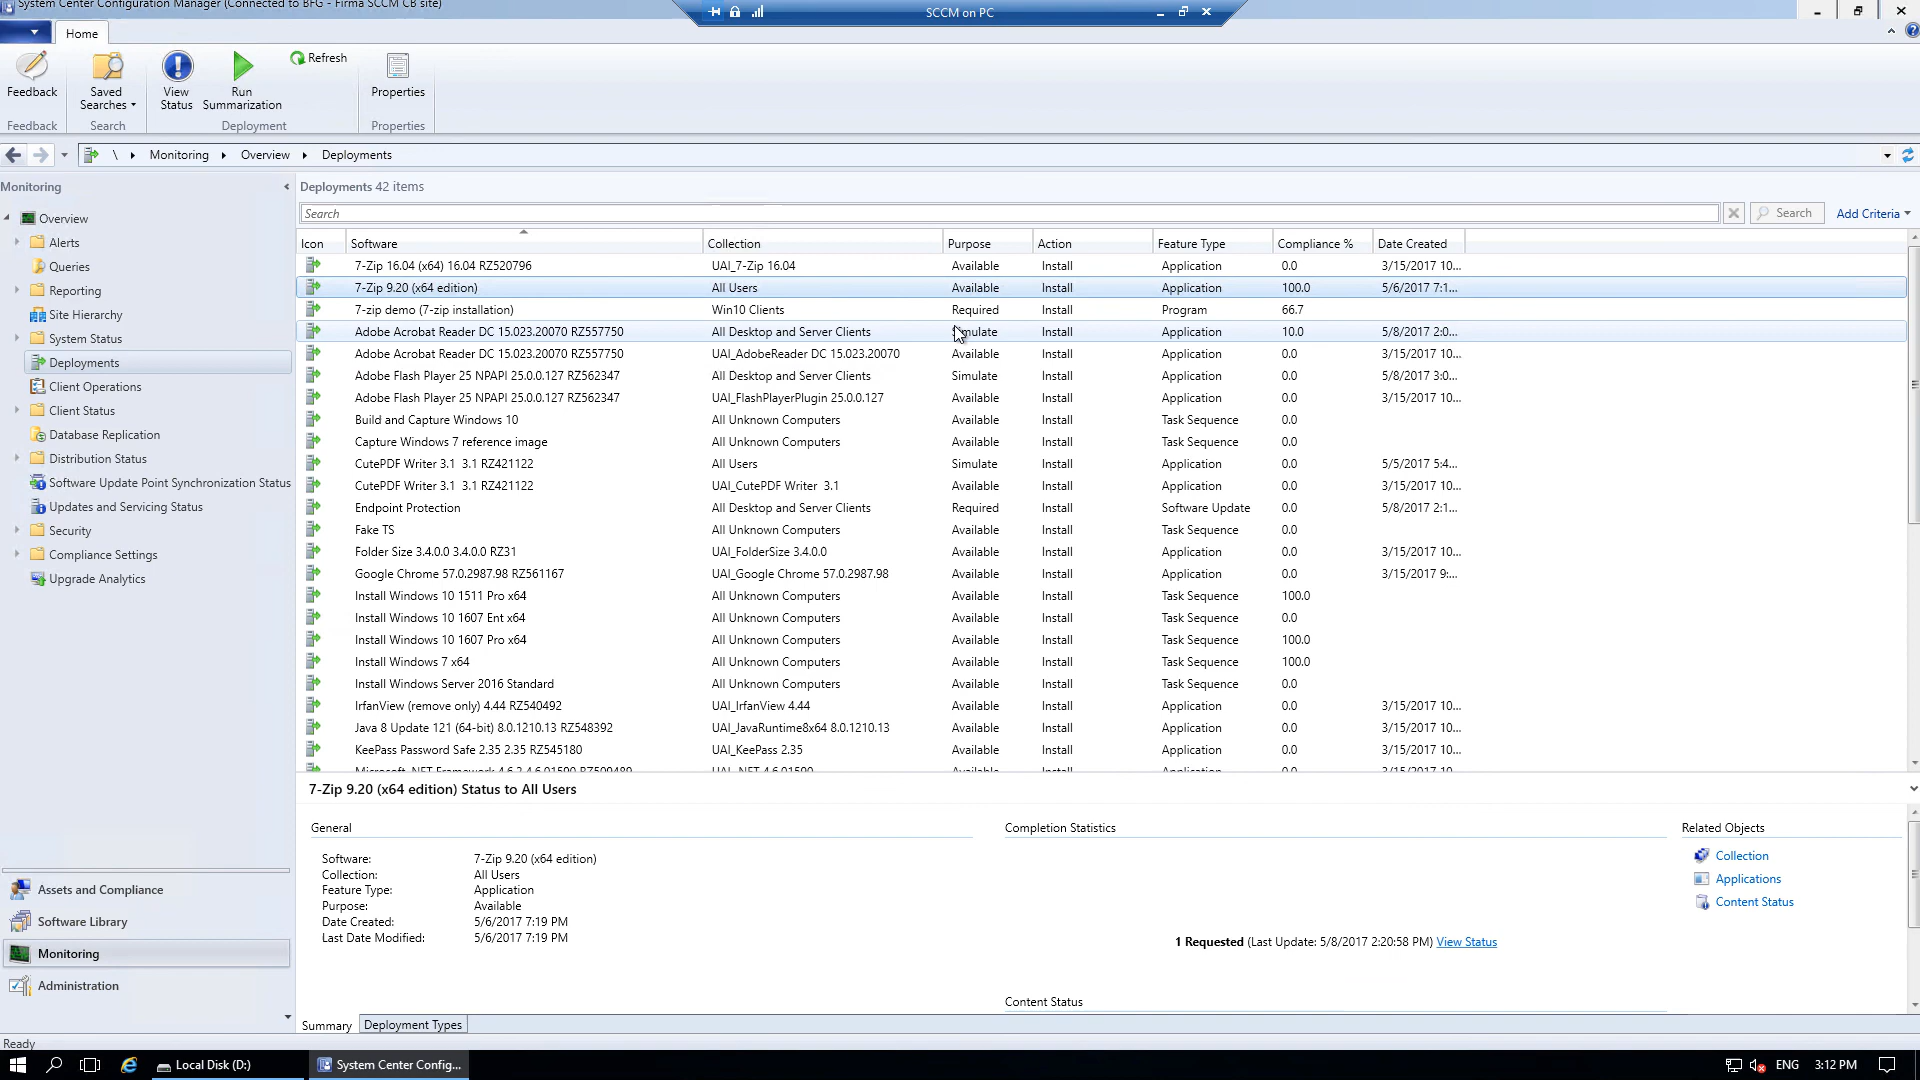 System Center Configuration Manager (Connected to BFG - Firma SCCM CB site)
SCCM on PC
Home
Feedback
Saved Searches
View Status
Run Summarization
Refresh
Properties
Feedback
Search
Deployment
Properties
\ Monitoring Overview Deployments
Monitoring
Overview
Alerts
Queries
Reporting
Site Hierarchy
System Status
Deployments
Client Operations
Client Status
Database Replication
Distribution Status
Software Update Point Synchronization Status
Updates and Servicing Status
Security
Compliance Settings
Upgrade Analytics
Assets and Compliance
Software Library
Monitoring
Administration
Deployments 42 items
Search
Search
Add Criteria
Icon Software Collection Purpose Action Feature Type Compliance % Date Created
7-Zip 16.04 (x64) 16.04 RZ520796 UAI_7-Zip 16.04 Available Install Application 0.0 3/15/2017 10...
7-Zip 9.20 (x64 edition) All Users Available Install Application 100.0 5/6/2017 7:1...
7-zip demo (7-zip installation) Win10 Clients Required Install Program 66.7
Adobe Acrobat Reader DC 15.023.20070 RZ557750 All Desktop and Server Clients Simulate Install Application 10.0 5/8/2017 2:0...
Adobe Acrobat Reader DC 15.023.20070 RZ557750 UAI_AdobeReader DC 15.023.20070 Available Install Application 0.0 3/15/2017 10...
Adobe Flash Player 25 NPAPI 25.0.0.127 RZ562347 All Desktop and Server Clients Simulate Install Application 0.0 5/8/2017 3:0...
Adobe Flash Player 25 NPAPI 25.0.0.127 RZ562347 UAI_FlashPlayerPlugin 25.0.0.127 Available Install Application 0.0 3/15/2017 10...
Build and Capture Windows 10 All Unknown Computers Available Install Task Sequence 0.0
Capture Windows 7 reference image All Unknown Computers Available Install Task Sequence 0.0
CutePDF Writer 3.1 3.1 RZ421122 All Users Simulate Install Application 0.0 5/5/2017 5:4...
CutePDF Writer 3.1 3.1 RZ421122 UAI_CutePDF Writer 3.1 Available Install Application 0.0 3/15/2017 10...
Endpoint Protection All Desktop and Server Clients Required Install Software Update 0.0 5/8/2017 2:1...
Fake TS All Unknown Computers Available Install Task Sequence 0.0
Folder Size 3.4.0.0 3.4.0.0 RZ31 UAI_FolderSize 3.4.0.0 Available Install Application 0.0 3/15/2017 10...
Google Chrome 57.0.2987.98 RZ561167 UAI_Google Chrome 57.0.2987.98 Available Install Application 0.0 3/15/2017 9:...
Install Windows 10 1511 Pro x64 All Unknown Computers Available Install Task Sequence 100.0
Install Windows 10 1607 Ent x64 All Unknown Computers Available Install Task Sequence 0.0
Install Windows 10 1607 Pro x64 All Unknown Computers Available Install Task Sequence 100.0
Install Windows 7 x64 All Unknown Computers Available Install Task Sequence 100.0
Install Windows Server 2016 Standard All Unknown Computers Available Install Task Sequence 0.0
IrfanView (remove only) 4.44 RZ540492 UAI_IrfanView 4.44 Available Install Application 0.0 3/15/2017 10...
Java 8 Update 121 (64-bit) 8.0.1210.13 RZ548392 UAI_JavaRuntime8x64 8.0.1210.13 Available Install Application 0.0 3/15/2017 10...
KeePass Password Safe 2.35 2.35 RZ545180 UAI_KeePass 2.35 Available Install Application 0.0 3/15/2017 10...
Microsoft .NET Framework 4.6.2 4.6.01590 RZ509489 UAI_.NET 4.6.01590 Available Install Application 0.0 3/15/2017 10...
7-Zip 9.20 (x64 edition) Status to All Users
General
Software: 7-Zip 9.20 (x64 edition)
Collection: All Users
Feature Type: Application
Purpose: Available
Date Created: 5/6/2017 7:19 PM
Last Date Modified: 5/6/2017 7:19 PM
Completion Statistics
1 Requested (Last Update: 5/8/2017 2:20:58 PM) View Status
Content Status
Related Objects
Collection
Applications
Content Status
Summary
Deployment Types
Ready
Local Disk (D:)
System Center Config...
ENG
3:12 PM